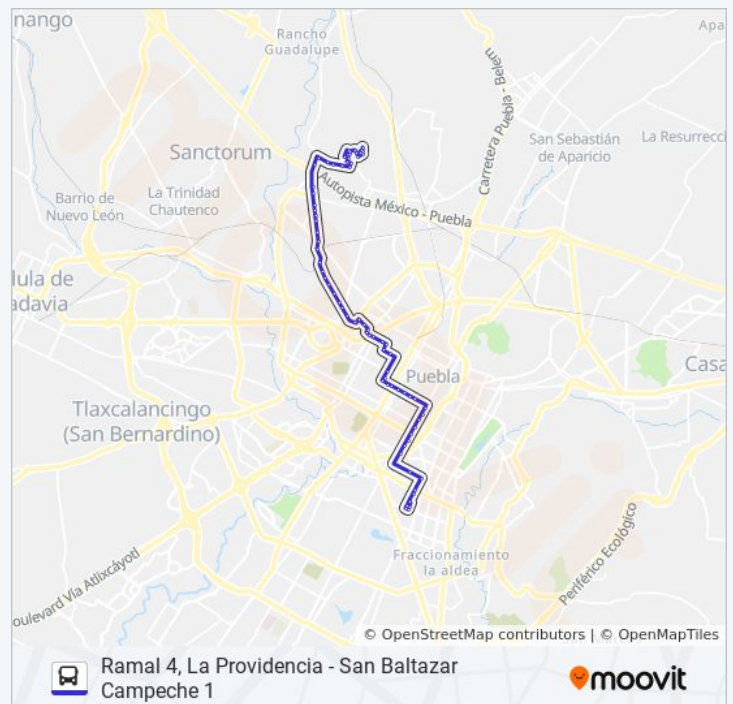 nango
Rancho
Guadalupe
Apa
Carretera Puebla - Belem
San Sebastián
de Aparicio
La Resurrecci
Sanctorum
Autopista México - Puebla
La Trinidad
Chautenco
Barrio de
Nuevo León
lula de
adavia
Puebla
Casa
Tlaxcalancingo
(San Bernardino)
Periférico Ecológico
Fraccionamiento
la aldea
oulevard Vía Atlixcáyotl
© OpenStreetMap contributors | © OpenMapTiles
Ramal 4, La Providencia - San Baltazar
Campeche 1
moovit